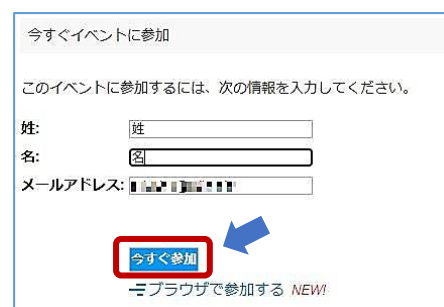 今すぐイベントに参加
このイベントに参加するには、次の情報を入力してください。
姓: 姓
名: 名
メールアドレス:
今すぐ参加
ブラウザで参加する NEW!